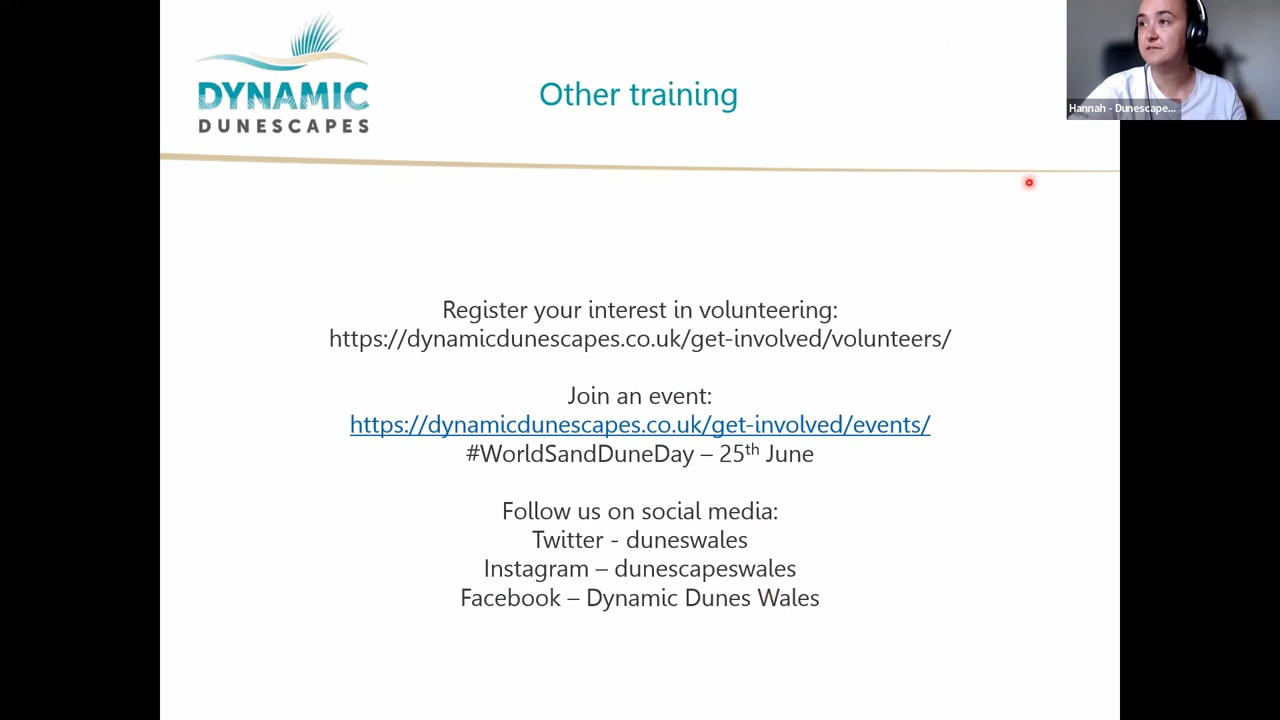 DYNAMIC
DUNESCAPES
Other training
Hannah - Dunescape...
Register your interest in volunteering:
https://dynamicdunescapes.co.uk/get-involved/volunteers/
Join an event:
https://dynamicdunescapes.co.uk/get-involved/events/
#WorldSandDuneDay – 25th June
Follow us on social media:
Twitter - duneswales
Instagram – dunescapeswales
Facebook – Dynamic Dunes Wales